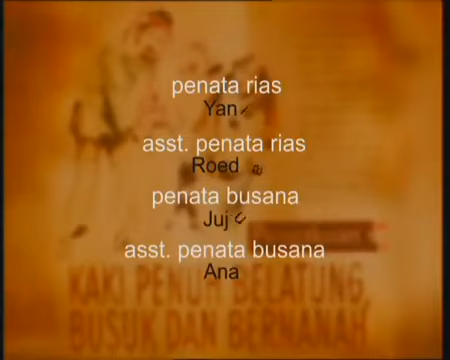 penata rias
Yan
asst. penata rias
Roed
penata busana
asst. penata busana
Ana
KAKI PENUH BELATUNG,
BUSUK DAN BERNANAH